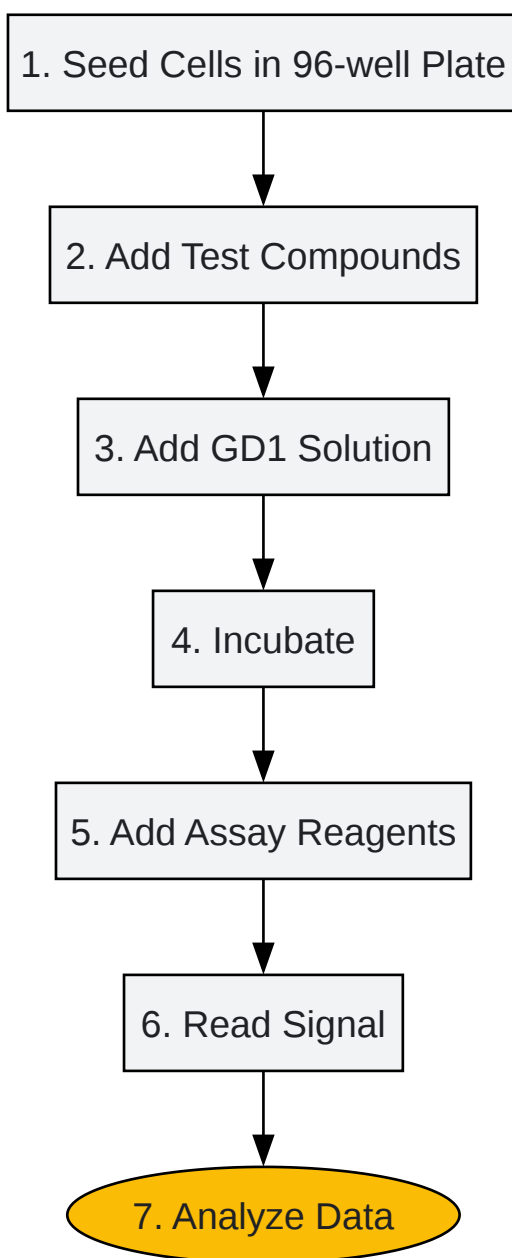 1. Seed Cells in 96-well Plate
2. Add Test Compounds
3. Add GD1 Solution
4. Incubate
5. Add Assay Reagents
6. Read Signal
7. Analyze Data